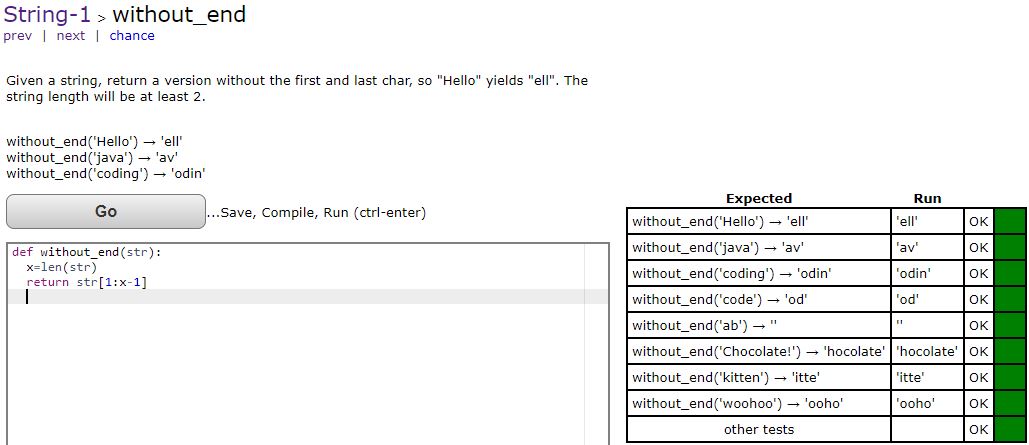 String-1 > without_end
prev | next | chance
Given a string, return a version without the first and last char, so "Hello" yields "ell". The
string length will be at least 2.
without_end('Hello') → 'ell'
without_end('java') → 'av'
without_end('coding') → 'odin'
Go ...Save, Compile, Run (ctrl-enter)
def without_end(str):
  x=len(str)
  return str[1:x-1]
Expected Run
without_end('Hello') → 'ell' 'ell' OK
without_end('java') → 'av' 'av' OK
without_end('coding') → 'odin' 'odin' OK
without_end('code') → 'od' 'od' OK
without_end('ab') → '' '' OK
without_end('Chocolate!') → 'hocolate' 'hocolate' OK
without_end('kitten') → 'itte' 'itte' OK
without_end('woohoo') → 'ooho' 'ooho' OK
other tests OK